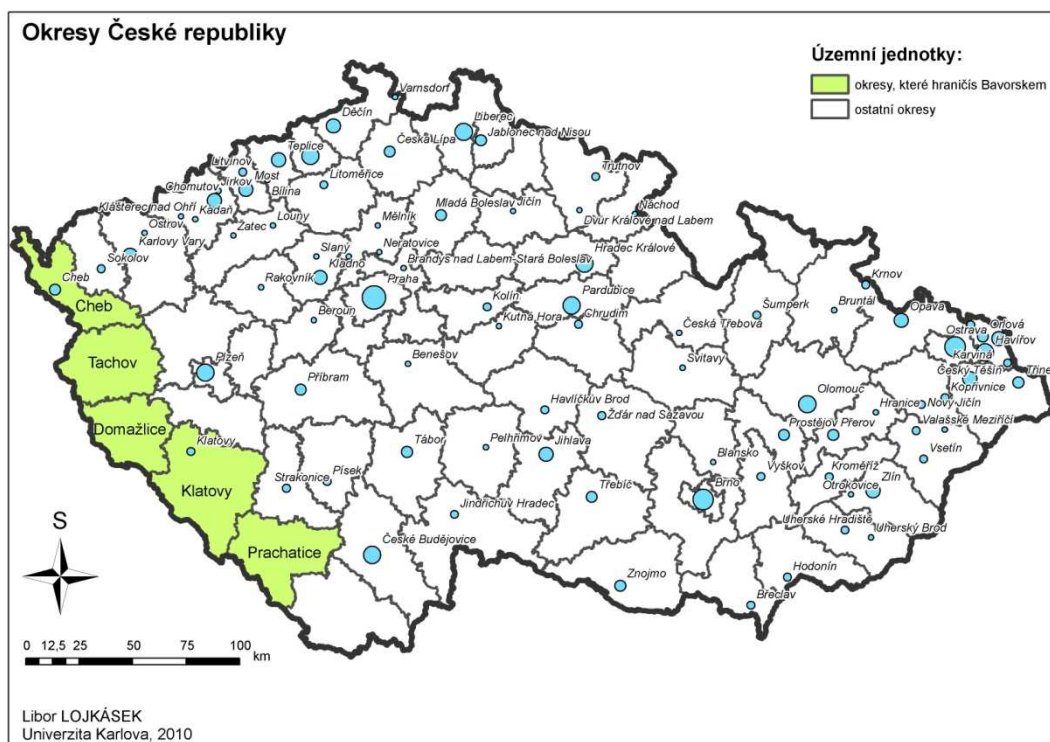 Okresy České republiky
Územní jednotky:
okresy, které hraničís Bavorskem
ostatní okresy
Varnsdorf
Děčín
Liberec
Jablonec nad Nisou
Teplice
Česká Lípa
Litvínov
Trutnov
Jirkov
Most
Litoměřice
Chomutov
Bílina
Náchod
Klášterec nad Ohří
Kadaň
Mladá Boleslav
Jičín
Dvůr Králové nad Labem
Ostrov
Louny
Mělník
Karlovy Vary
Žatec
Slaný
Neratovice
Hradec Králové
Sokolov
Kladno
Brandýs nad Labem-Stará Boleslav
Cheb
Rakovník
Praha
Krnov
Cheb
Kolín
Pardubice
Šumperk
Bruntál
Opava
Beroun
Kutná Hora
Chrudim
Česká Třebová
Orlová
Ostrava
Havířov
Tachov
Plzeň
Benešov
Svitavy
Karviná
Český Těšín
Třinec
Příbram
Olomouc
Kopřivnice
Havlíčkův Brod
Hranice
Nový Jičín
Žďár nad Sázavou
Domažlice
Prostějov
Přerov
Valašské Meziříčí
Klatovy
Tábor
Pelhřimov
Jihlava
Vsetín
Blansko
Klatovy
Strakonice
Písek
Vyškov
Kroměříž
Zlín
Třebíč
Brno
Otrokovice
Jindřichův Hradec
Uherské Hradiště
Uherský Brod
S
Prachatice
České Budějovice
Znojmo
Hodonín
Břeclav
0 12,5 25 50 75 100
km
Libor LOJKÁSEK
Univerzita Karlova, 2010